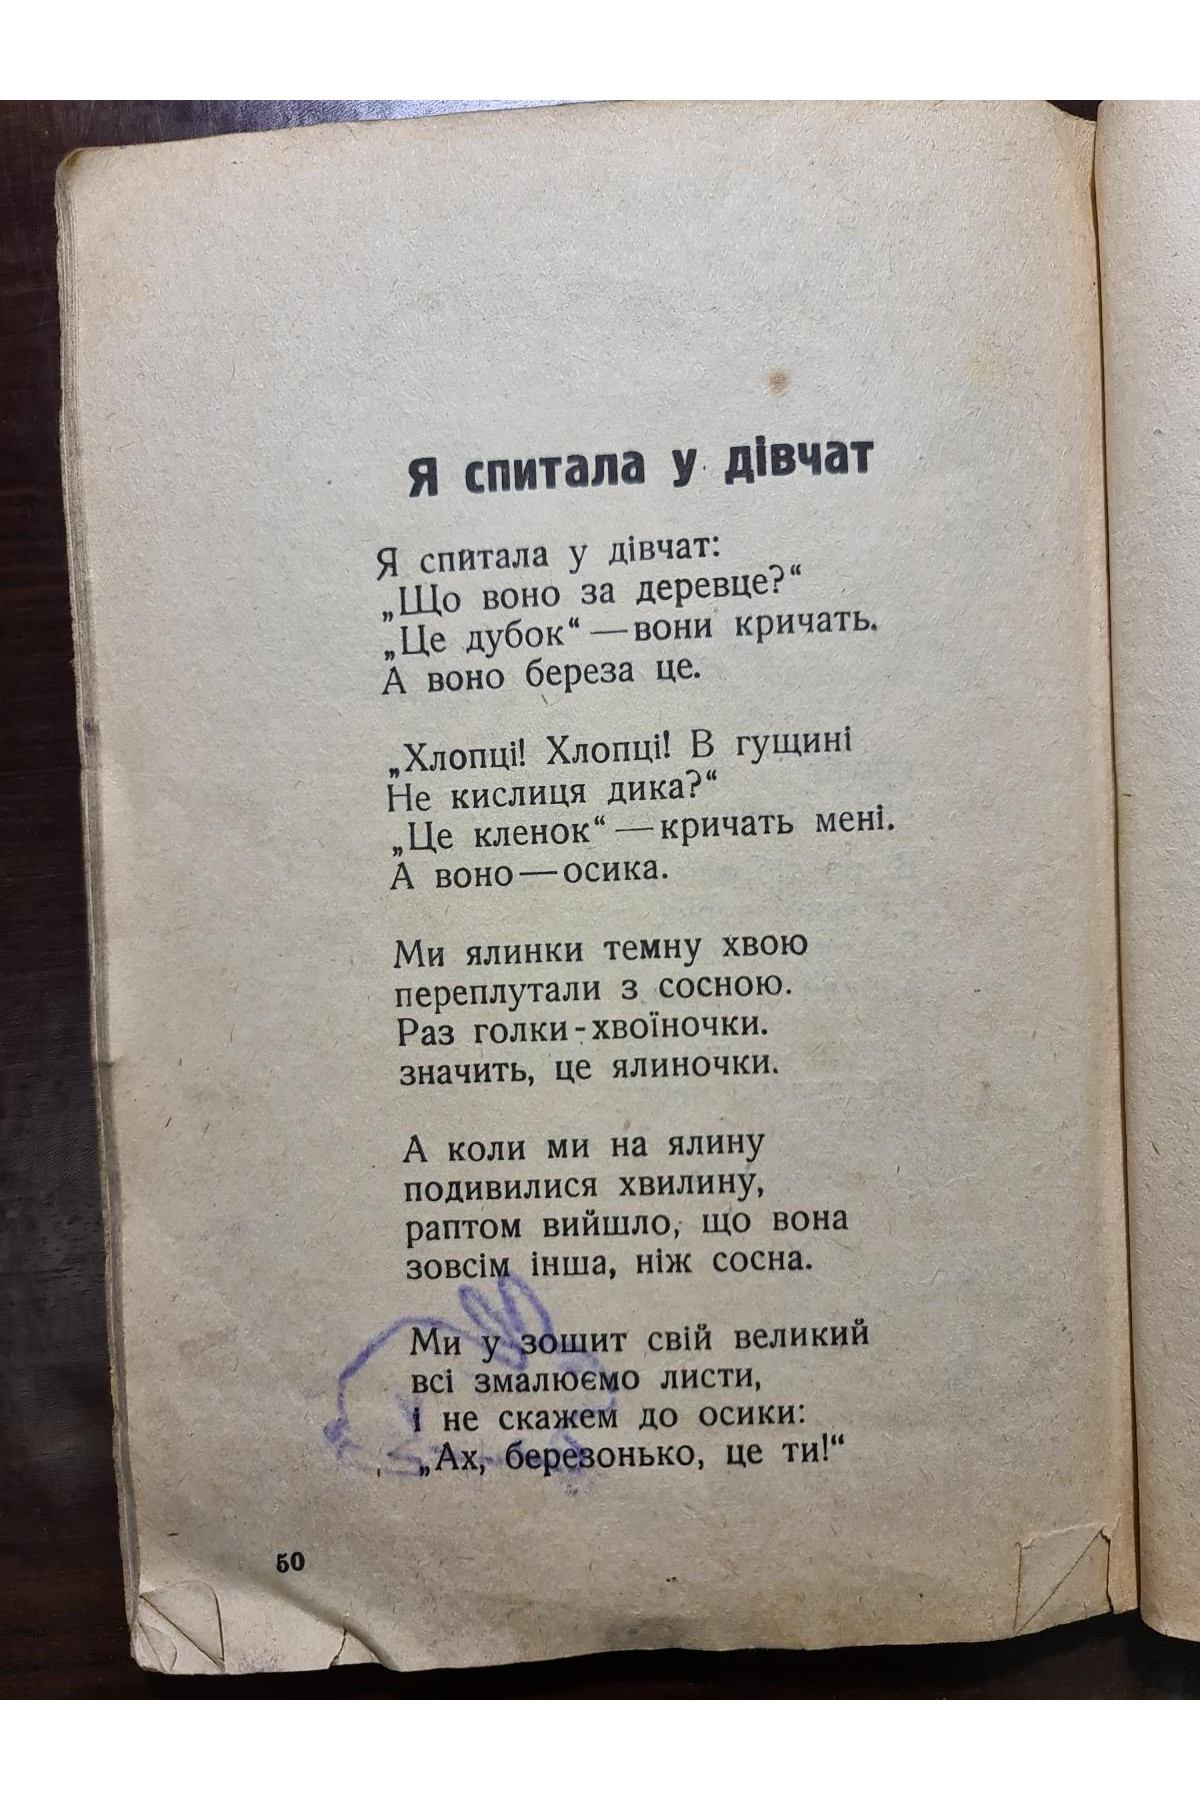 Я спитала у дівчат
Я спитала у дівчат:
„Що воно за деревце?“
„Це дубок“ — вони кричать.
А воно береза це.
„Хлопці! Хлопці! В гущині
Не кислиця дика?“
„Це кленок“ — кричать мені.
А воно — осика.
Ми ялинки темну хвою
переплутали з сосною.
Раз голки-хвоїночки.
значить, це ялиночки.
А коли ми на ялину
подивилися хвилину,
раптом вийшло, що вона
зовсім інша, ніж сосна.
Ми у зошит свій великий
всі змалюємо листи,
і не скажем до осики:
„Ах, березонько, це ти!“
50